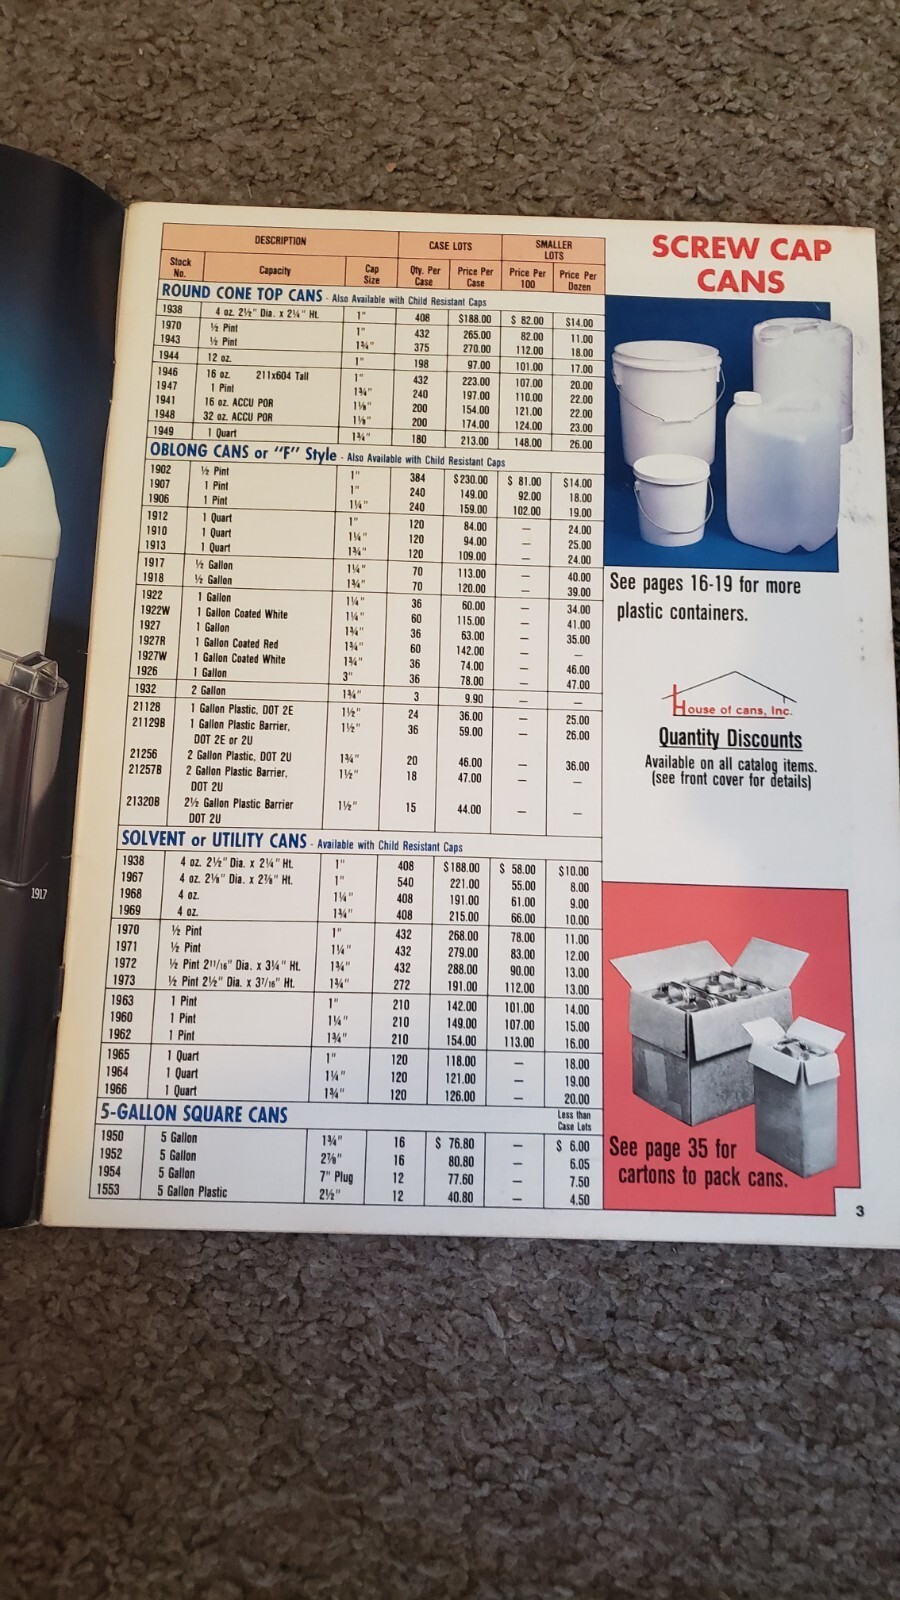 DESCRIPTION CASE LOTS SMALLER LOTS
Stock No. Capacity Cap Size Qty. Per Case Price Per Case Price Per 100 Price Per Dozen
ROUND CONE TOP CANS - Also Available with Child Resistant Caps
1938 4 oz. 2½" Dia. x 2¼" Ht. 1" 408 $188.00 $ 82.00 $14.00
1970 ½ Pint 1" 432 265.00 82.00 11.00
1943 ½ Pint 1¾" 375 270.00 112.00 18.00
1944 12 oz. 1" 198 97.00 101.00 17.00
1946 16 oz. 211x604 Tall 1" 432 223.00 107.00 20.00
1947 1 Pint 1¾" 240 197.00 110.00 22.00
1941 16 oz. ACCU POR 1⅛" 200 154.00 121.00 22.00
1948 32 oz. ACCU POR 1⅛" 200 174.00 124.00 23.00
1949 1 Quart 1¾" 180 213.00 148.00 26.00
OBLONG CANS or "F" Style - Also Available with Child Resistant Caps
1902 ½ Pint 1" 384 $230.00 $ 81.00 $14.00
1907 1 Pint 1" 240 149.00 92.00 18.00
1906 1 Pint 1¼" 240 159.00 102.00 19.00
1912 1 Quart 1" 120 84.00 — 24.00
1910 1 Quart 1¼" 120 94.00 — 25.00
1913 1 Quart 1¾" 120 109.00 — 24.00
1917 ½ Gallon 1¼" 70 113.00 — 40.00
1918 ½ Gallon 1¾" 70 120.00 — 39.00
1922 1 Gallon 1¼" 36 60.00 — 34.00
1922W 1 Gallon Coated White 1¼" 60 115.00 — 41.00
1927 1 Gallon 1¾" 36 63.00 — 35.00
1927R 1 Gallon Coated Red 1¾" 60 142.00 — —
1927W 1 Gallon Coated White 1¾" 36 74.00 — 46.00
1926 1 Gallon 3" 36 78.00 — 47.00
1932 2 Gallon 1¾" 3 9.90 — —
21128 1 Gallon Plastic, DOT 2E 1½" 24 36.00 — 25.00
21129B 1 Gallon Plastic Barrier, 1½" 36 59.00 — 26.00
DOT 2E or 2U
21256 2 Gallon Plastic, DOT 2U 1¾" 20 46.00 — 36.00
21257B 2 Gallon Plastic Barrier, 1½" 18 47.00 — —
DOT 2U
21320B 2½ Gallon Plastic Barrier 1½" 15 44.00 — —
DOT 2U
SOLVENT or UTILITY CANS - Available with Child Resistant Caps
1938 4 oz. 2½" Dia. x 2¼" Ht. 1" 408 $188.00 $ 58.00 $10.00
1967 4 oz. 2⅛" Dia. x 2⅞" Ht. 1" 540 221.00 55.00 8.00
1968 4 oz. 1¼" 408 191.00 61.00 9.00
1969 4 oz. 1¾" 408 215.00 66.00 10.00
1970 ½ Pint 1" 432 268.00 78.00 11.00
1971 ½ Pint 1¼" 432 279.00 83.00 12.00
1972 ½ Pint 2¹¹/₁₆" Dia. x 3¼" Ht. 1¾" 432 288.00 90.00 13.00
1973 ½ Pint 2½" Dia. x 3⁷/₁₆" Ht. 1¾" 272 191.00 112.00 13.00
1963 1 Pint 1" 210 142.00 101.00 14.00
1960 1 Pint 1¼" 210 149.00 107.00 15.00
1962 1 Pint 1¾" 210 154.00 113.00 16.00
1965 1 Quart 1" 120 118.00 — 18.00
1964 1 Quart 1¼" 120 121.00 — 19.00
1966 1 Quart 1¾" 120 126.00 — 20.00
5-GALLON SQUARE CANS Less than Case Lots
1950 5 Gallon 1¾" 16 $ 76.80 — $ 6.00
1952 5 Gallon 2⅞" 16 80.80 — 6.05
1954 5 Gallon 7" Plug 12 77.60 — 7.50
1553 5 Gallon Plastic 2½" 12 40.80 — 4.50
SCREW CAP
CANS
See pages 16-19 for more
plastic containers.
House of cans, Inc.
Quantity Discounts
Available on all catalog items.
(see front cover for details)
See page 35 for
cartons to pack cans.
3
1917